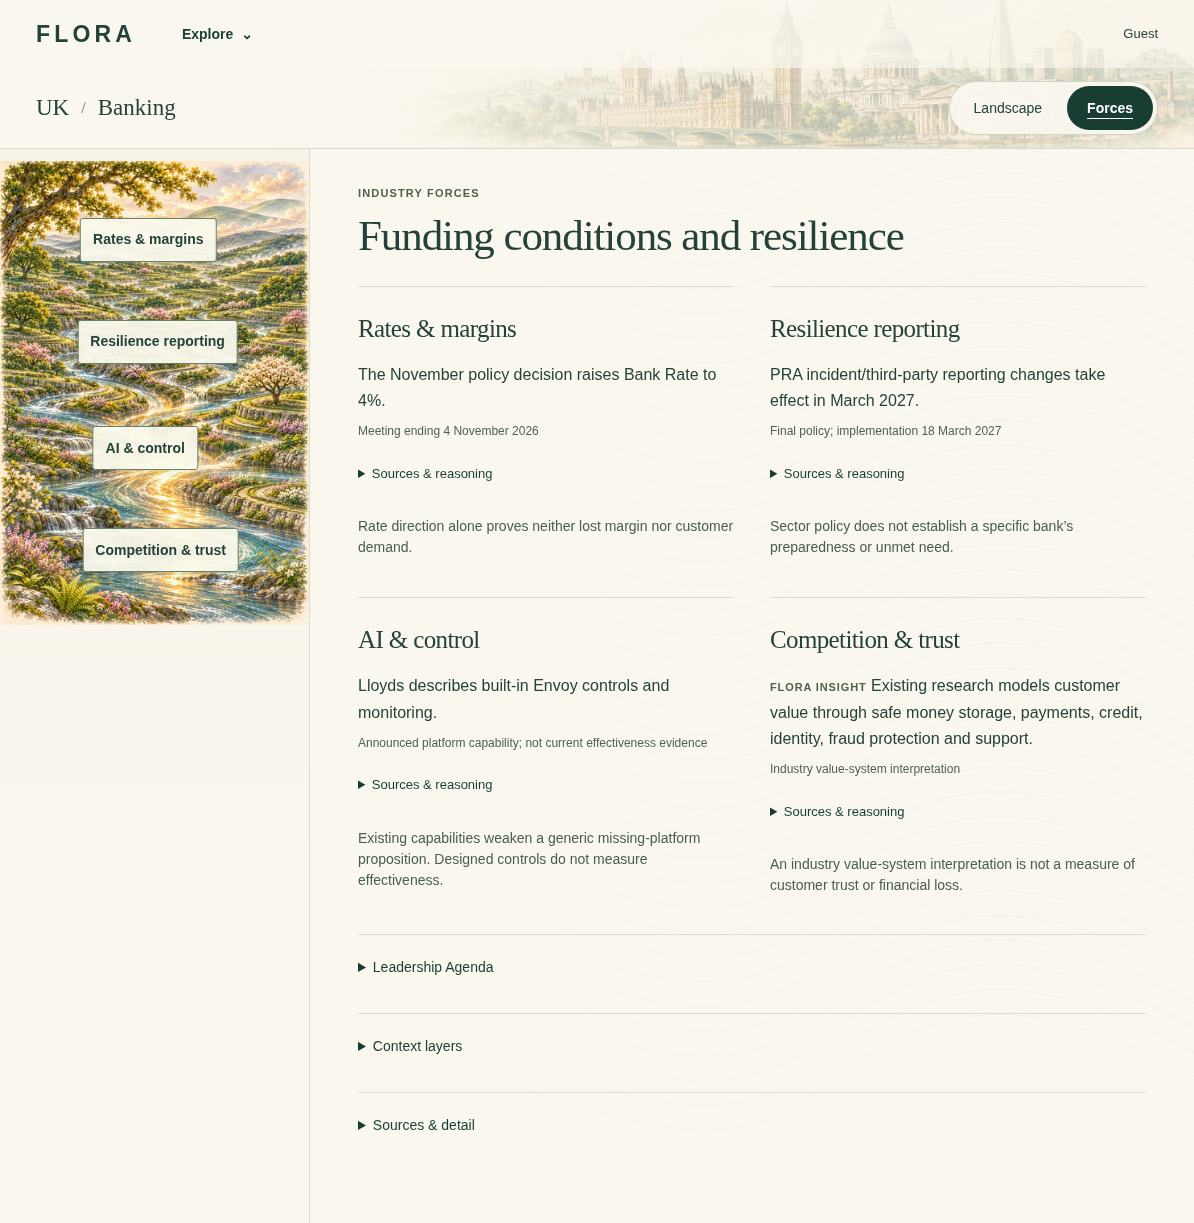 FLORA
Explore
Guest
UK / Banking
Landscape
Forces
Rates & margins
Resilience reporting
AI & control
Competition & trust
INDUSTRY FORCES
Funding conditions and resilience
Rates & margins
The November policy decision raises Bank Rate to
4%.
Meeting ending 4 November 2026
Sources & reasoning
Rate direction alone proves neither lost margin nor customer
demand.
Resilience reporting
PRA incident/third-party reporting changes take
effect in March 2027.
Final policy; implementation 18 March 2027
Sources & reasoning
Sector policy does not establish a specific bank’s
preparedness or unmet need.
AI & control
Lloyds describes built-in Envoy controls and
monitoring.
Announced platform capability; not current effectiveness evidence
Sources & reasoning
Existing capabilities weaken a generic missing-platform
proposition. Designed controls do not measure
effectiveness.
Competition & trust
FLORA INSIGHT Existing research models customer
value through safe money storage, payments, credit,
identity, fraud protection and support.
Industry value-system interpretation
Sources & reasoning
An industry value-system interpretation is not a measure of
customer trust or financial loss.
Leadership Agenda
Context layers
Sources & detail